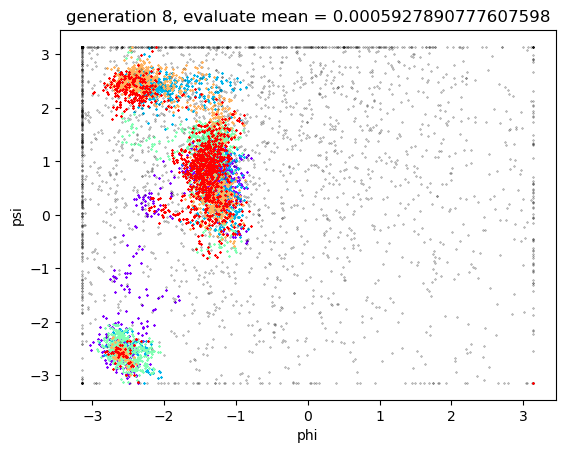 generation 8, evaluate mean = 0.0005927890777607598
3
2
1
0
−1
−2
−3
psi
−3 −2 −1 0 1 2 3
phi